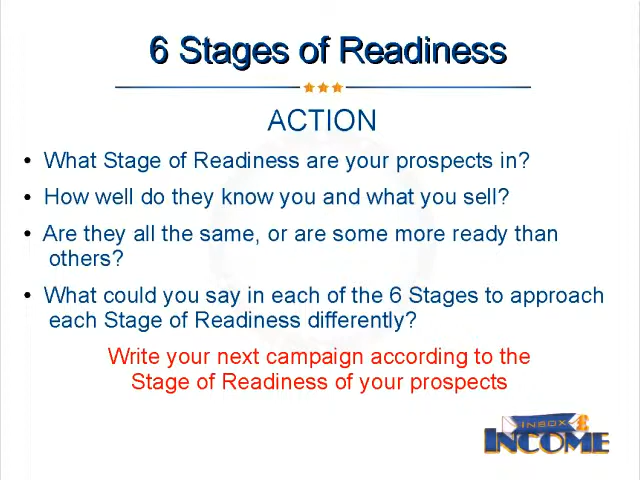 6 Stages of Readiness
ACTION
• What Stage of Readiness are your prospects in?
• How well do they know you and what you sell?
• Are they all the same, or are some more ready than
others?
• What could you say in each of the 6 Stages to approach
each Stage of Readiness differently?
Write your next campaign according to the
Stage of Readiness of your prospects
INBOX £
INCOME